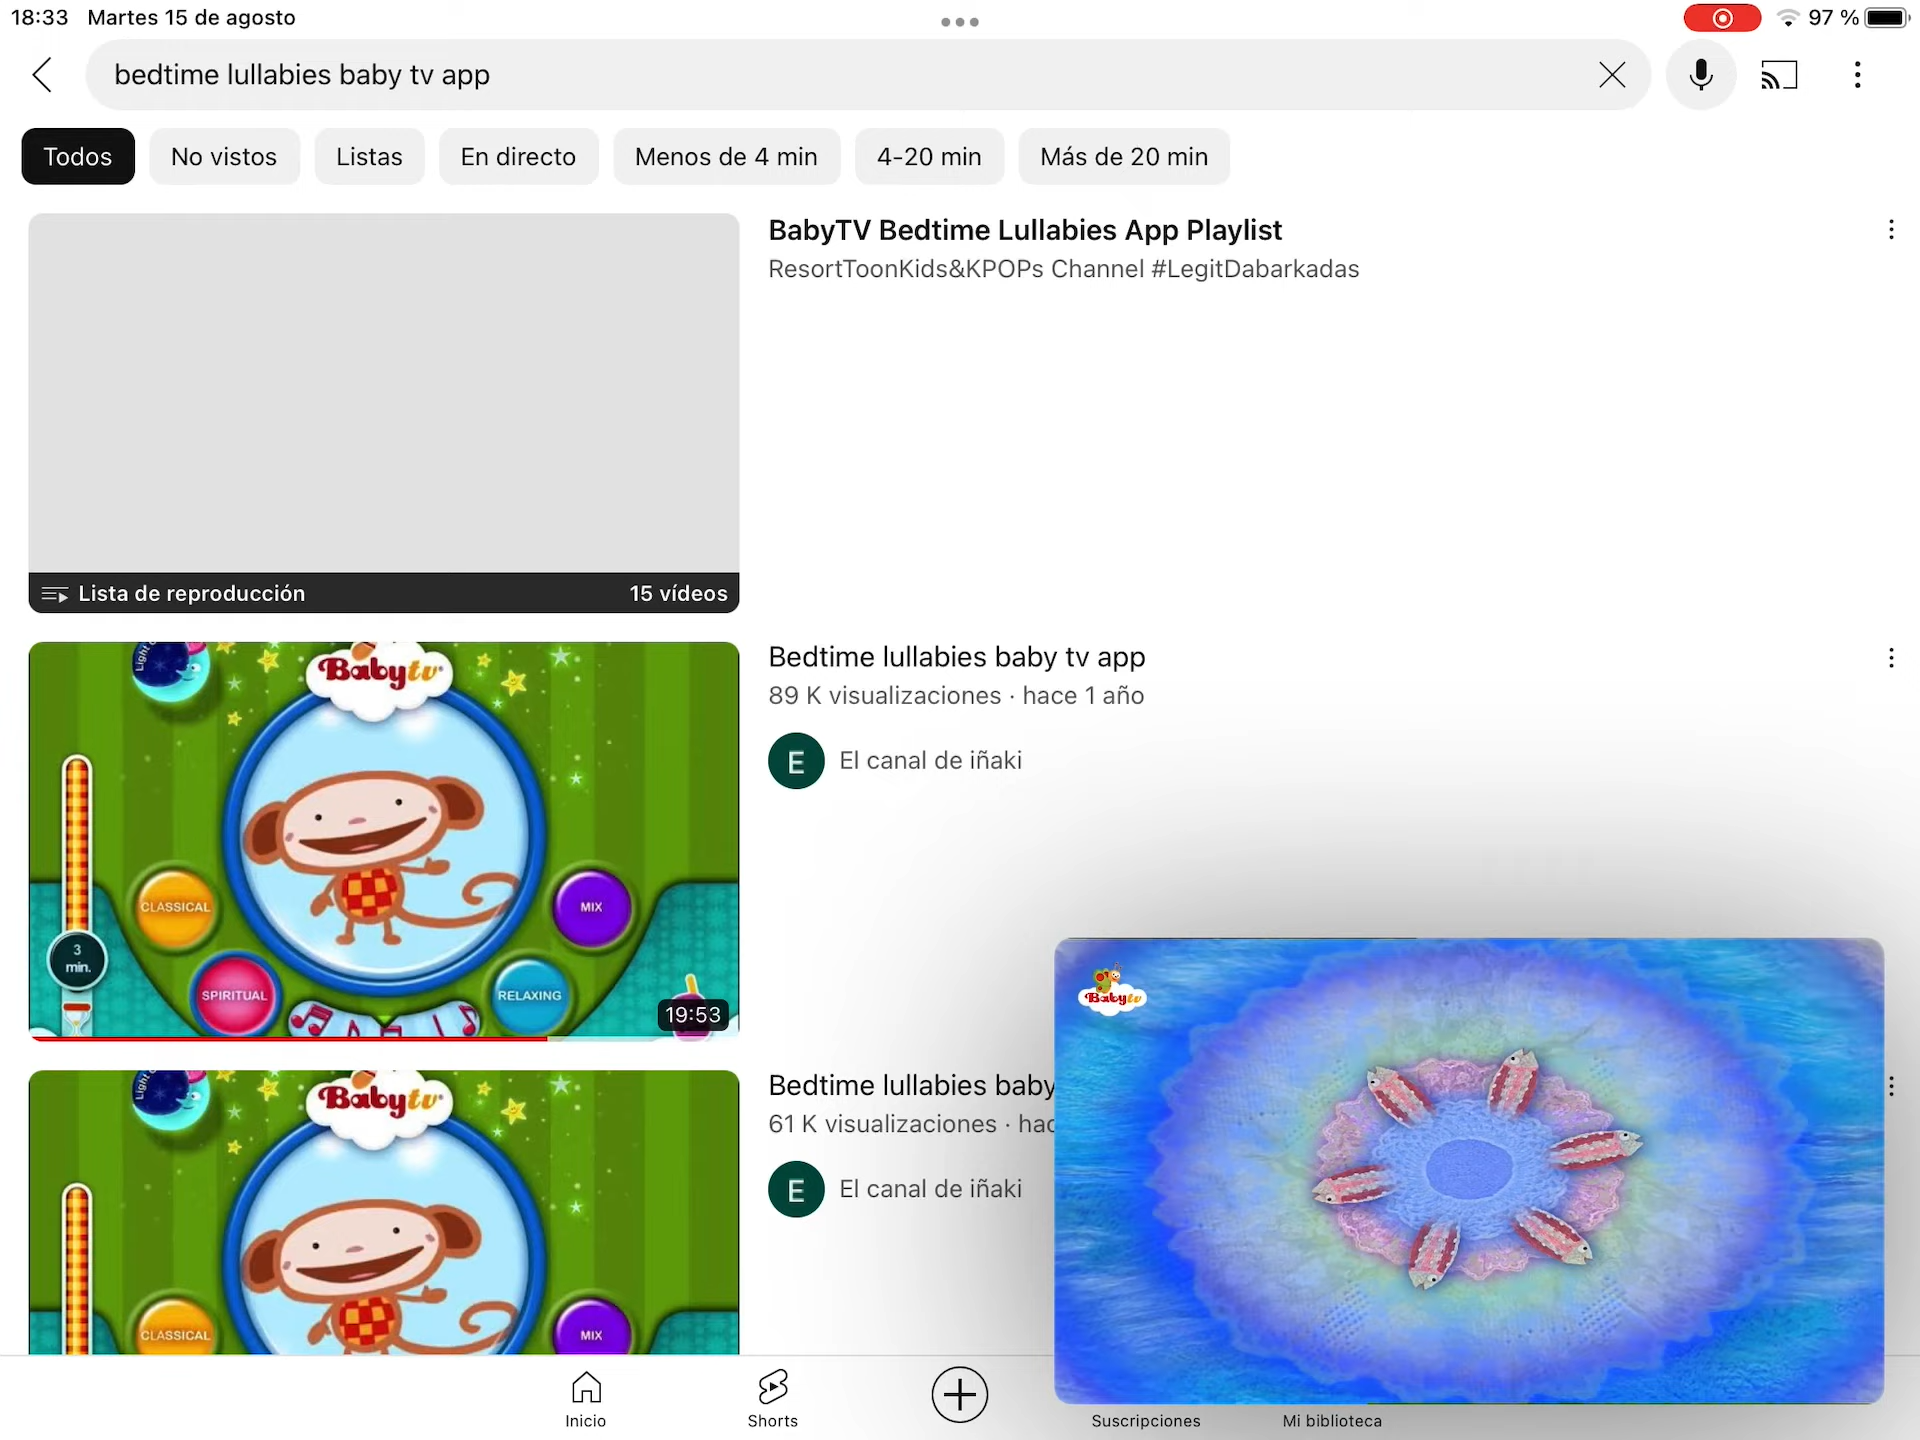 18:33 Martes 15 de agosto
97 %
bedtime lullabies baby tv app
Todos
No vistos
Listas
En directo
Menos de 4 min
4-20 min
Más de 20 min
BabyTV Bedtime Lullabies App Playlist
ResortToonKids&KPOPs Channel #LegitDabarkadas
Lista de reproducción
15 vídeos
Light
Babytv
CLASSICAL
MIX
3
min.
SPIRITUAL
RELAXING
19:53
Bedtime lullabies baby tv app
89 K visualizaciones · hace 1 año
E
El canal de iñaki
Light
Babytv
CLASSICAL
MIX
Bedtime lullabies baby
61 K visualizaciones · hac
E
El canal de iñaki
Babytv
Inicio
Shorts
Suscripciones
Mi biblioteca